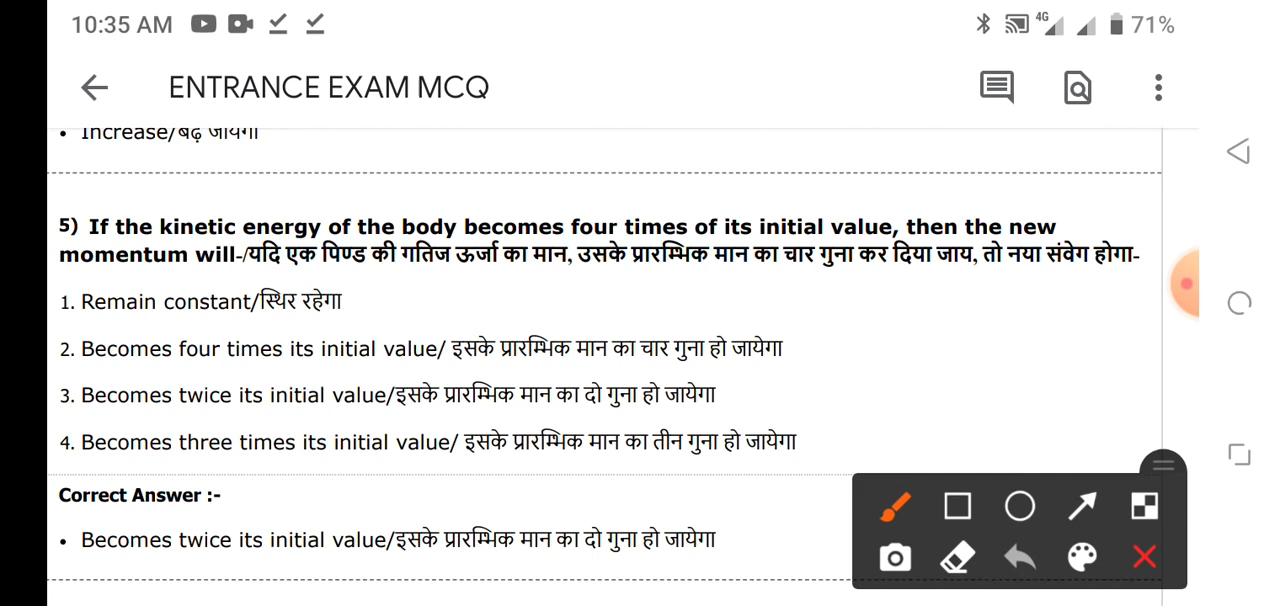 10:35 AM 4G 71%
ENTRANCE EXAM MCQ
• Increase/बढ़ जायेगा
5) If the kinetic energy of the body becomes four times of its initial value, then the new
momentum will-/यदि एक पिण्ड की गतिज ऊर्जा का मान, उसके प्रारम्भिक मान का चार गुना कर दिया जाय, तो नया संवेग होगा-
1. Remain constant/स्थिर रहेगा
2. Becomes four times its initial value/ इसके प्रारम्भिक मान का चार गुना हो जायेगा
3. Becomes twice its initial value/इसके प्रारम्भिक मान का दो गुना हो जायेगा
4. Becomes three times its initial value/ इसके प्रारम्भिक मान का तीन गुना हो जायेगा
Correct Answer :-
• Becomes twice its initial value/इसके प्रारम्भिक मान का दो गुना हो जायेगा